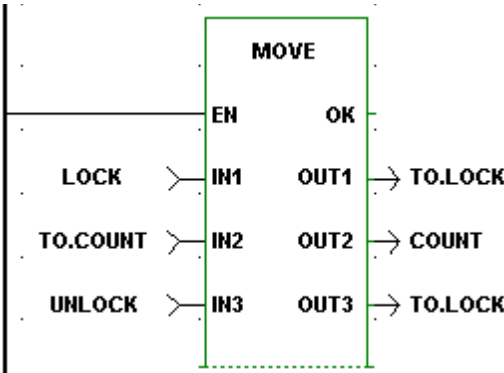 MOVE
EN OK
LOCK IN1 OUT1 TO.LOCK
TO.COUNT IN2 OUT2 COUNT
UNLOCK IN3 OUT3 TO.LOCK